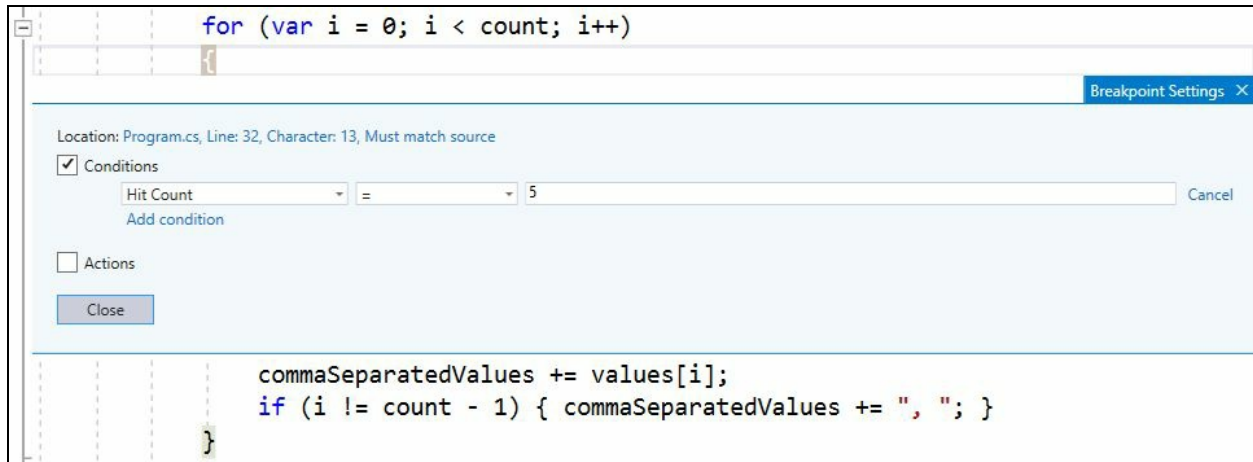 for (var i = 0; i < count; i++)
{
Breakpoint Settings ×
Location: Program.cs, Line: 32, Character: 13, Must match source
Conditions
Hit Count = 5 Cancel
Add condition
Actions
Close
commaSeparatedValues += values[i];
if (i != count - 1) { commaSeparatedValues += ", "; }
}